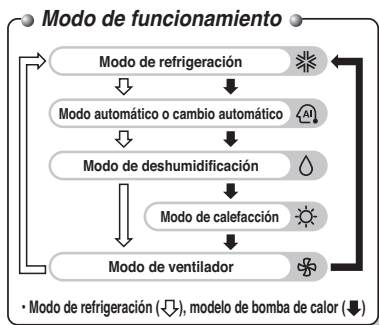 Modo de funcionamiento
Modo de refrigeración
Modo automático o cambio automático
AI
Modo de deshumidificación
Modo de calefacción
Modo de ventilador
• Modo de refrigeración (⇩), modelo de bomba de calor (⬇)